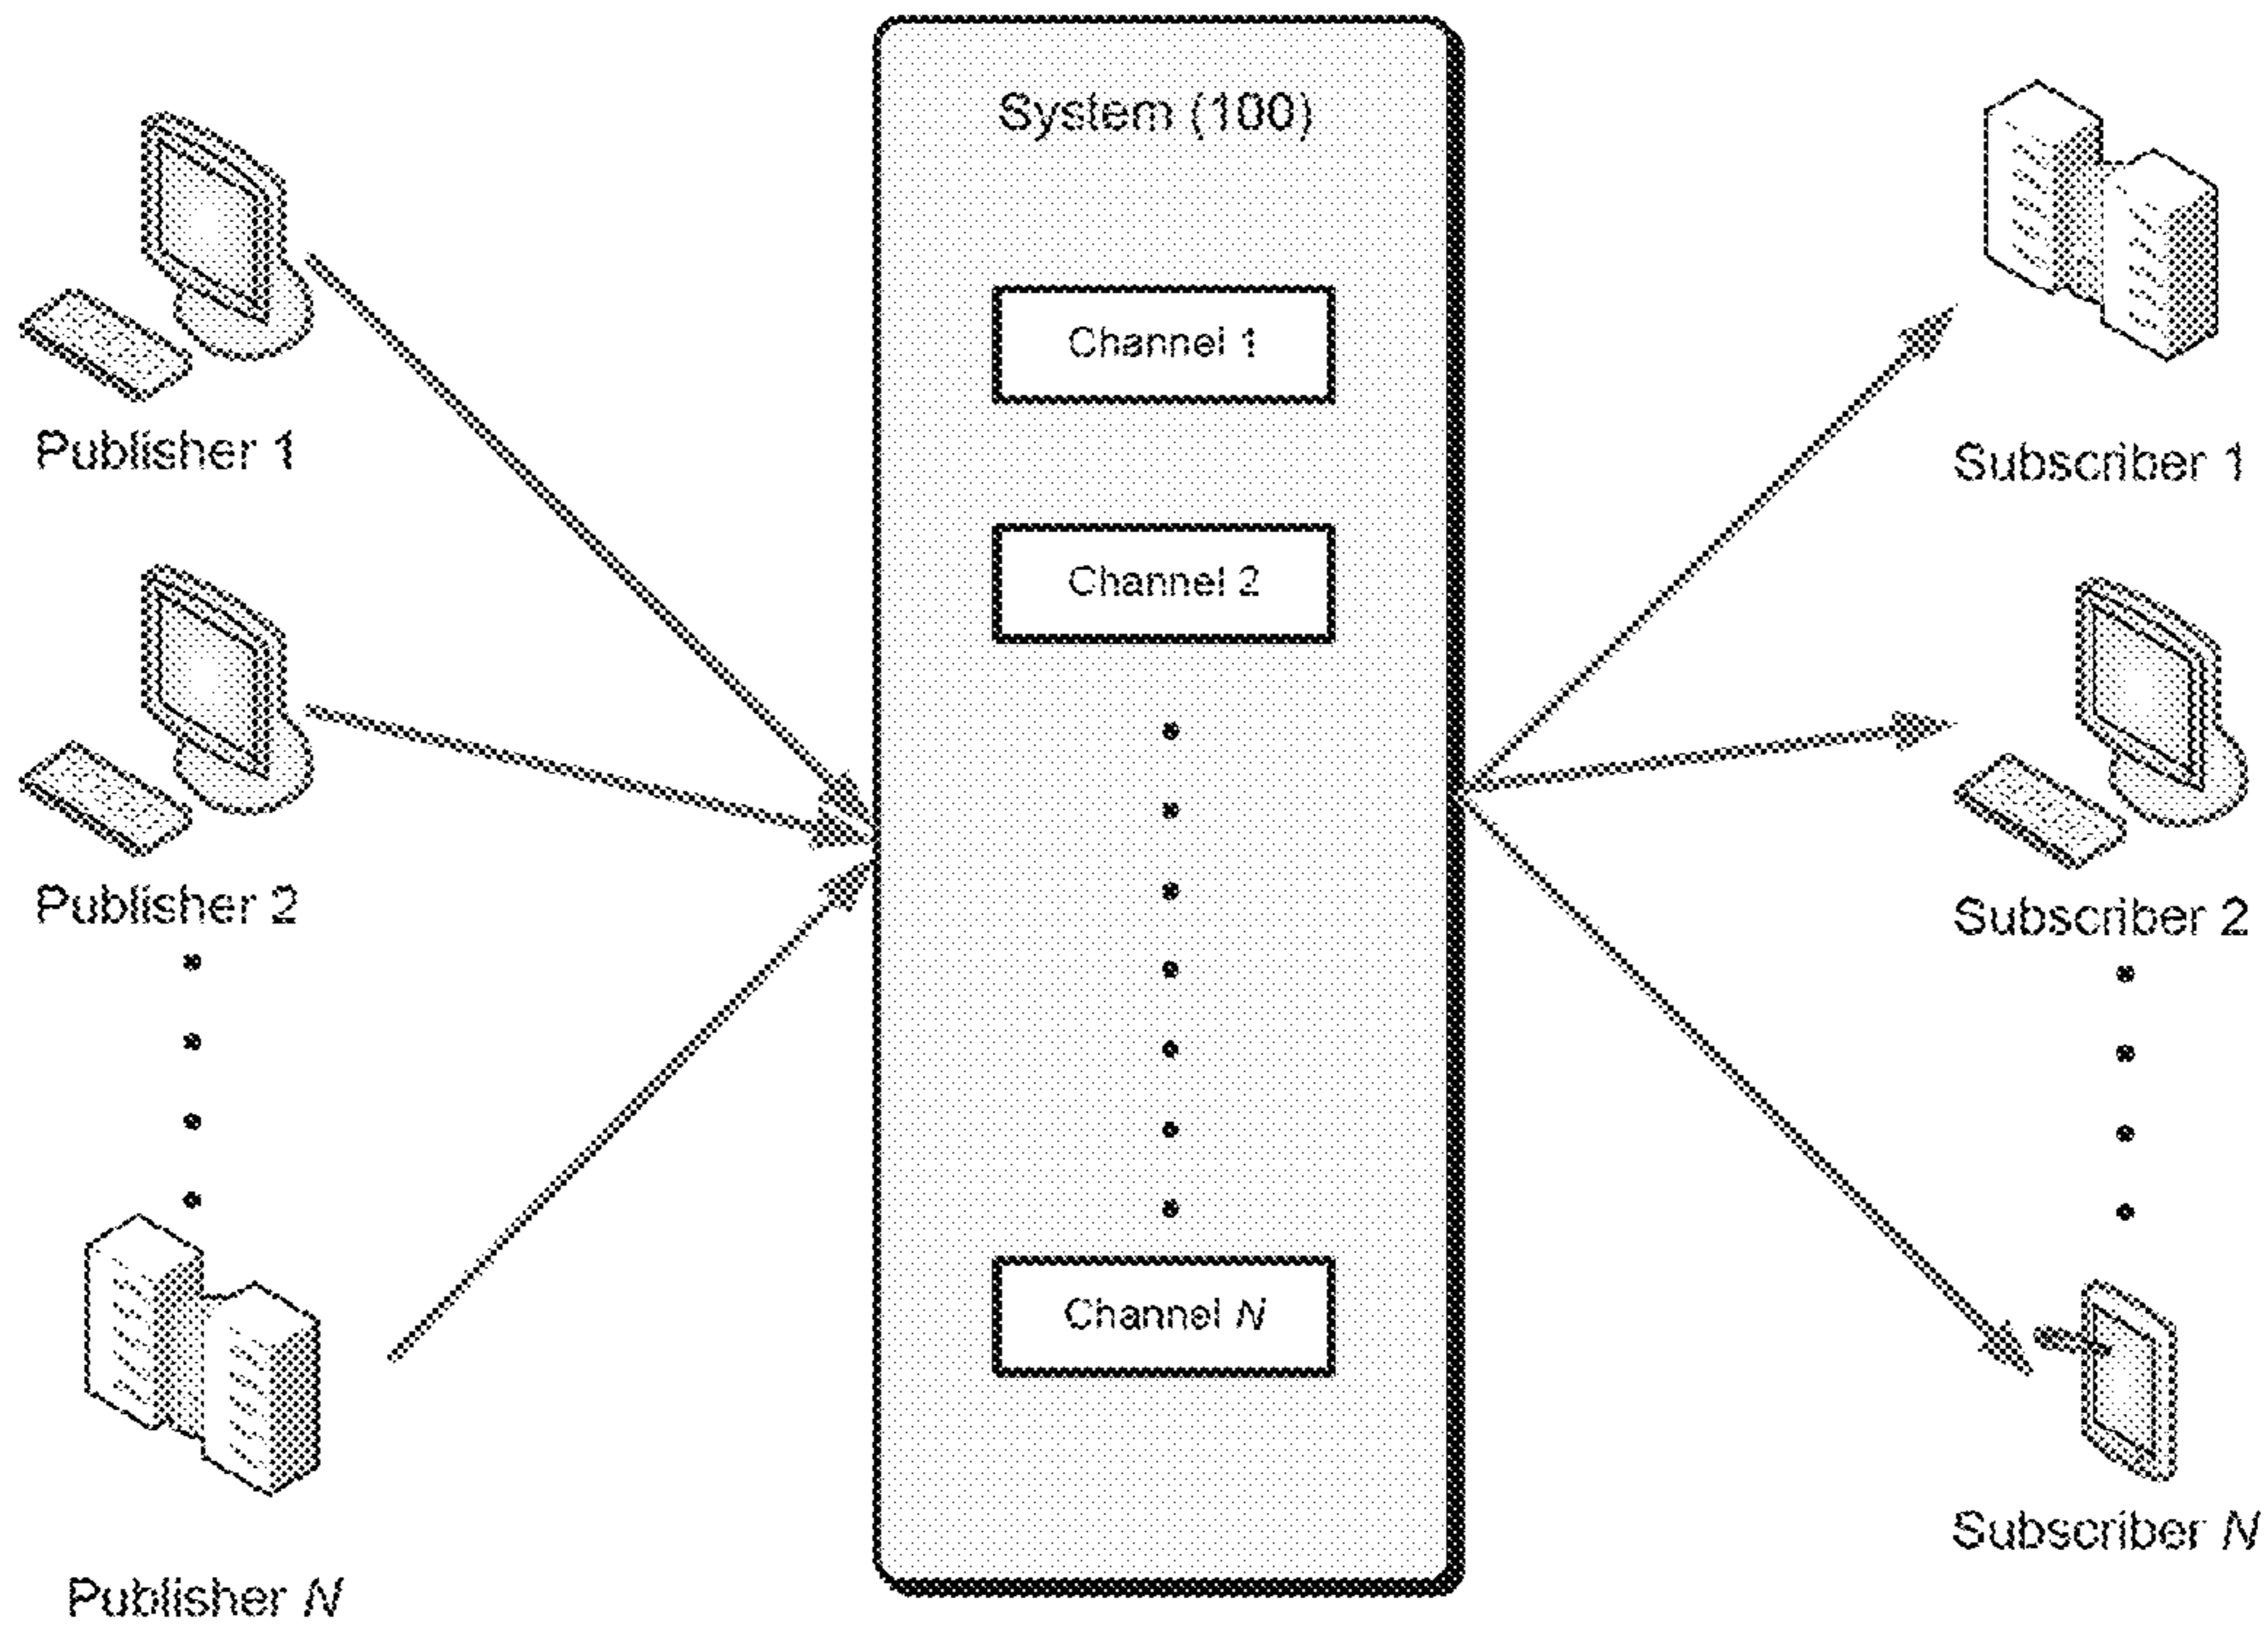 System (100)
Publisher 1
Publisher 2
Publisher N
Channel 1
Channel 2
Channel N
Subscriber 1
Subscriber 2
Subscriber N